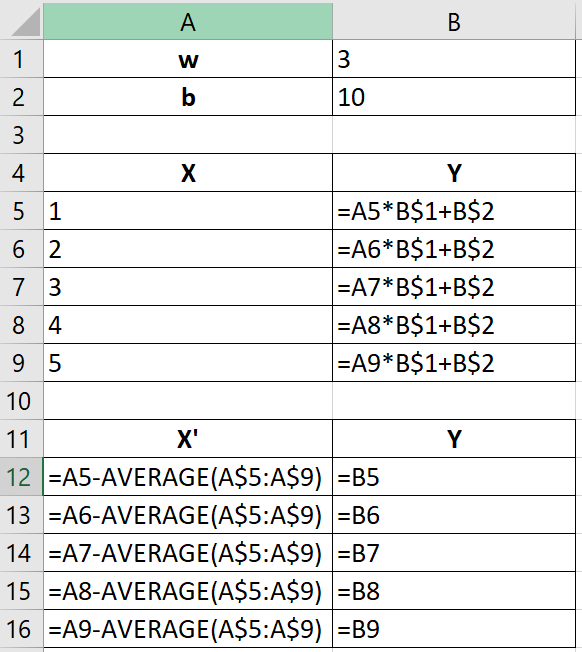 A B
1 w 3
2 b 10
3
4 X Y
5 1 =A5*B$1+B$2
6 2 =A6*B$1+B$2
7 3 =A7*B$1+B$2
8 4 =A8*B$1+B$2
9 5 =A9*B$1+B$2
10
11 X' Y
12 =A5-AVERAGE(A$5:A$9) =B5
13 =A6-AVERAGE(A$5:A$9) =B6
14 =A7-AVERAGE(A$5:A$9) =B7
15 =A8-AVERAGE(A$5:A$9) =B8
16 =A9-AVERAGE(A$5:A$9) =B9